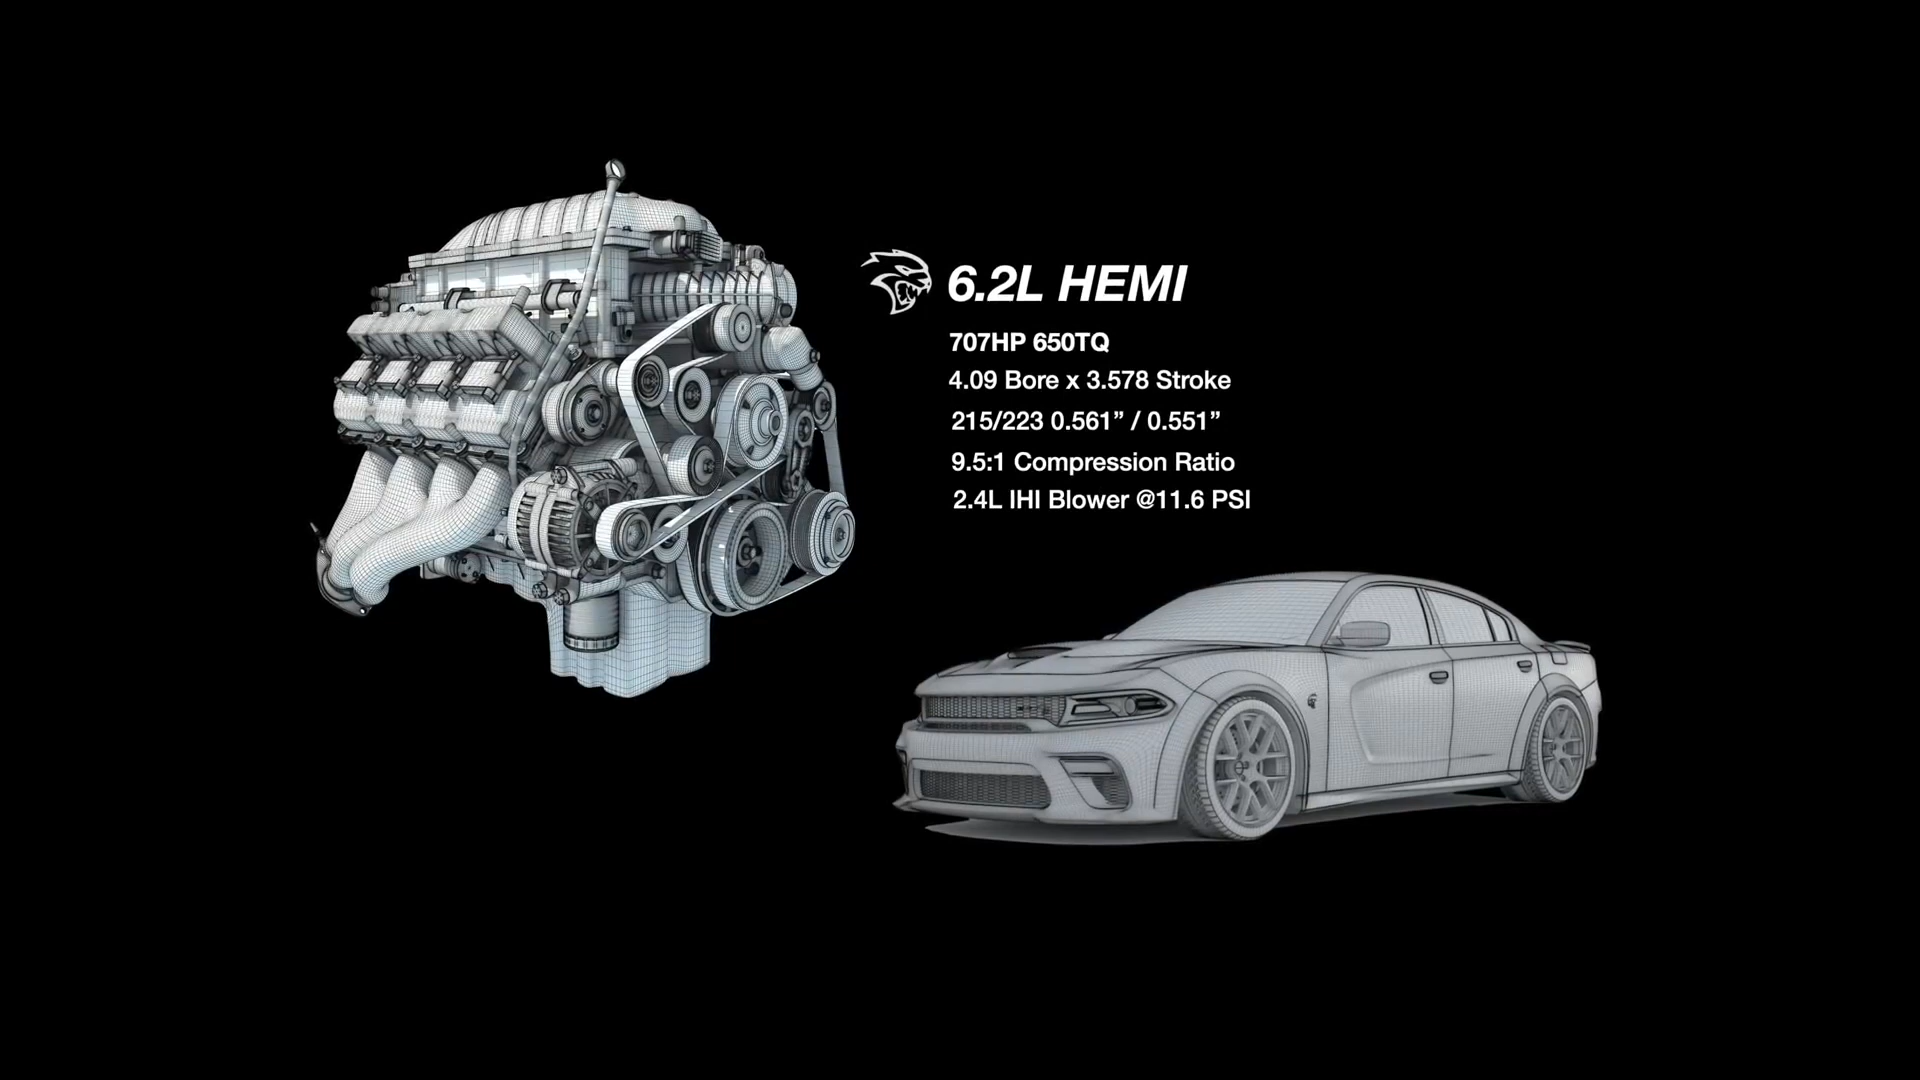 6.2L HEMI
707HP 650TQ
4.09 Bore x 3.578 Stroke
215/223 0.561” / 0.551”
9.5:1 Compression Ratio
2.4L IHI Blower @11.6 PSI